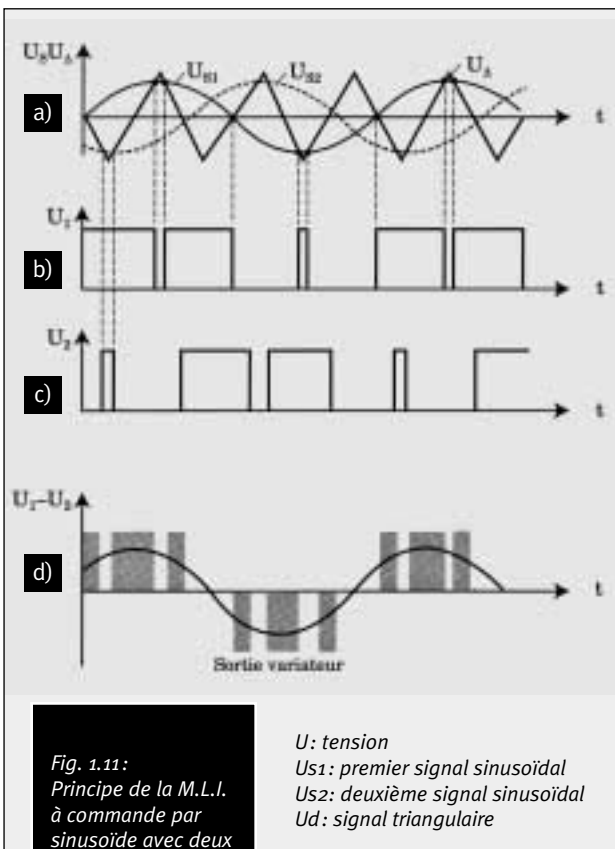 U_S U_Δ
U_S1
U_S2
U_Δ
a)
t
U_1
b)
t
U_2
c)
t
U_1–U_2
d)
t
Sortie variateur
Fig. 1.11:
Principe de la M.L.I.
à commande par
sinusoïde avec deux
U: tension
Us1: premier signal sinusoïdal
Us2: deuxième signal sinusoïdal
Ud: signal triangulaire